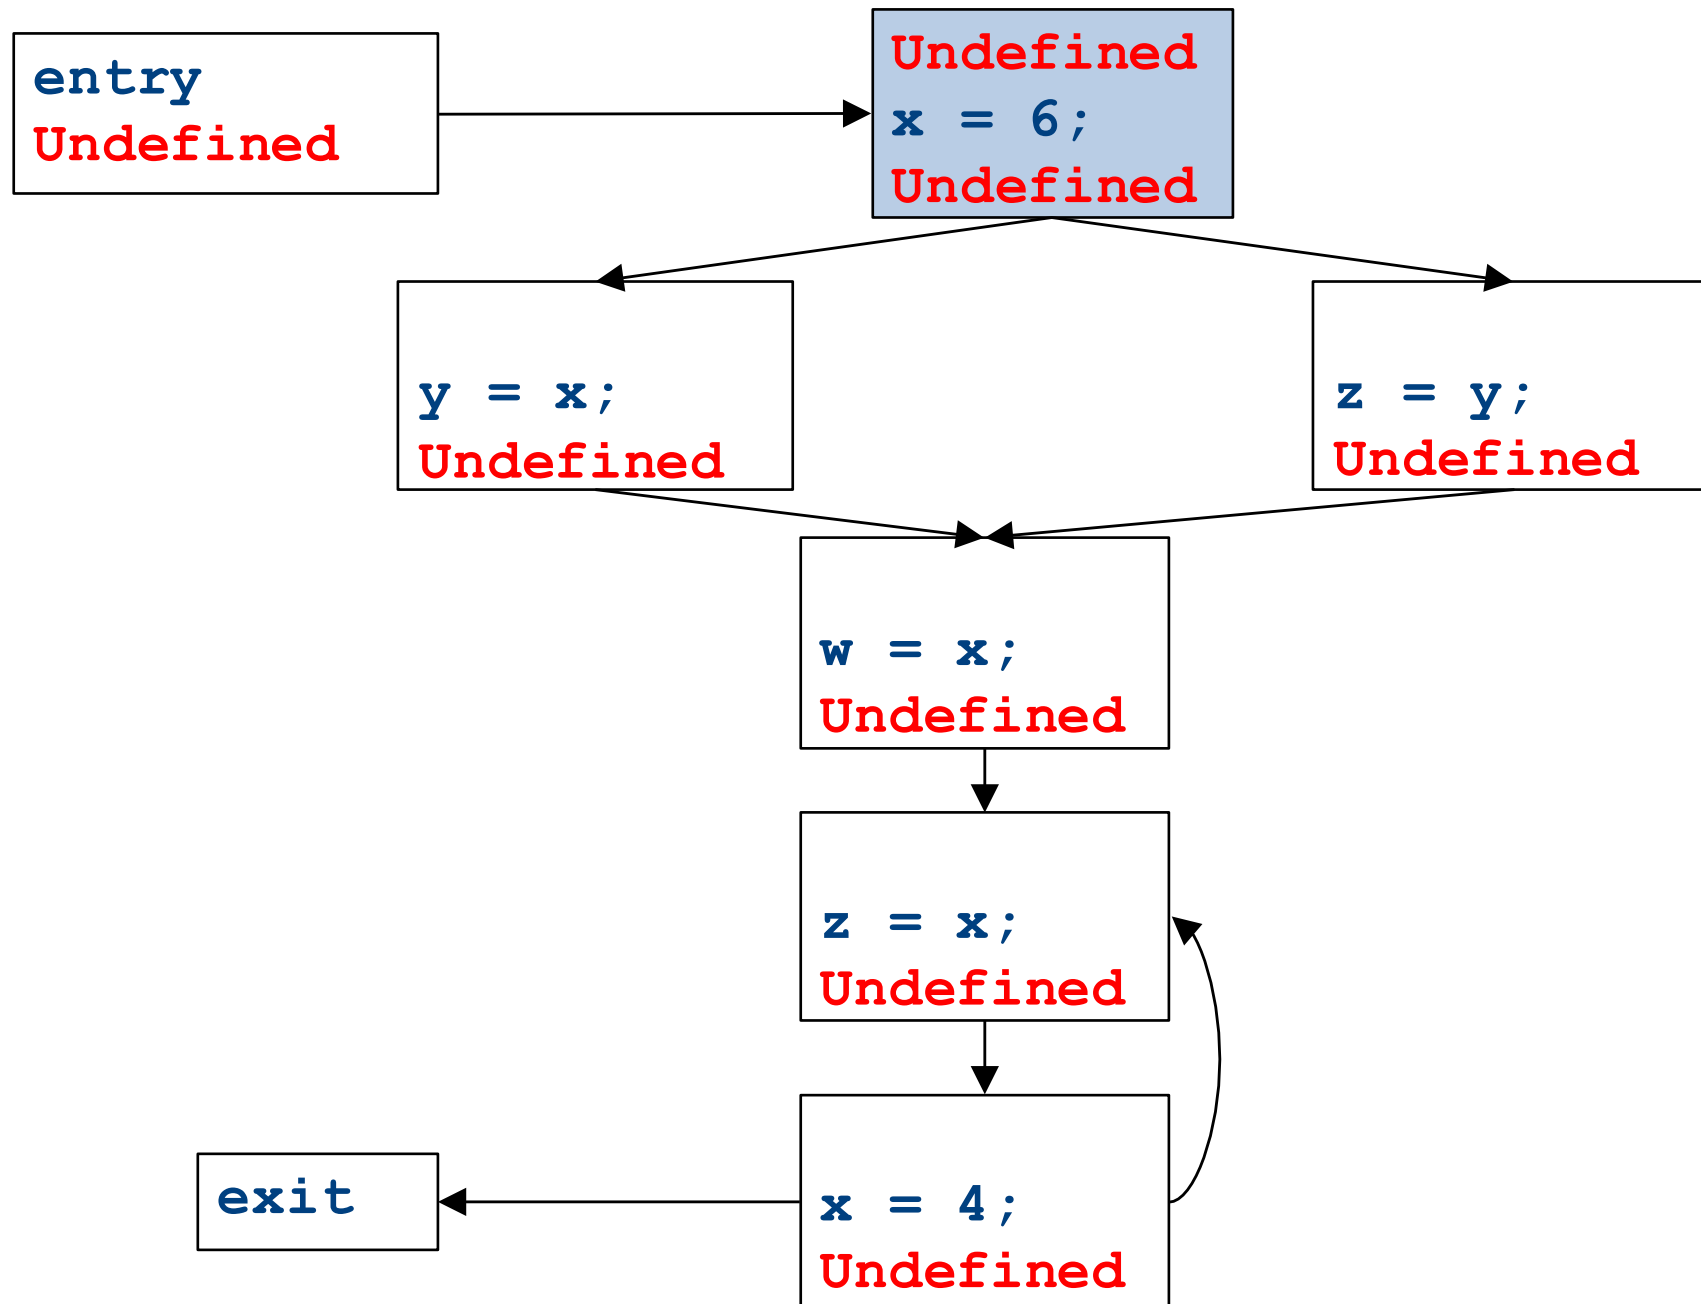 entry
Undefined
Undefined
x = 6;
Undefined
y = x;
Undefined
z = y;
Undefined
w = x;
Undefined
z = x;
Undefined
exit
x = 4;
Undefined